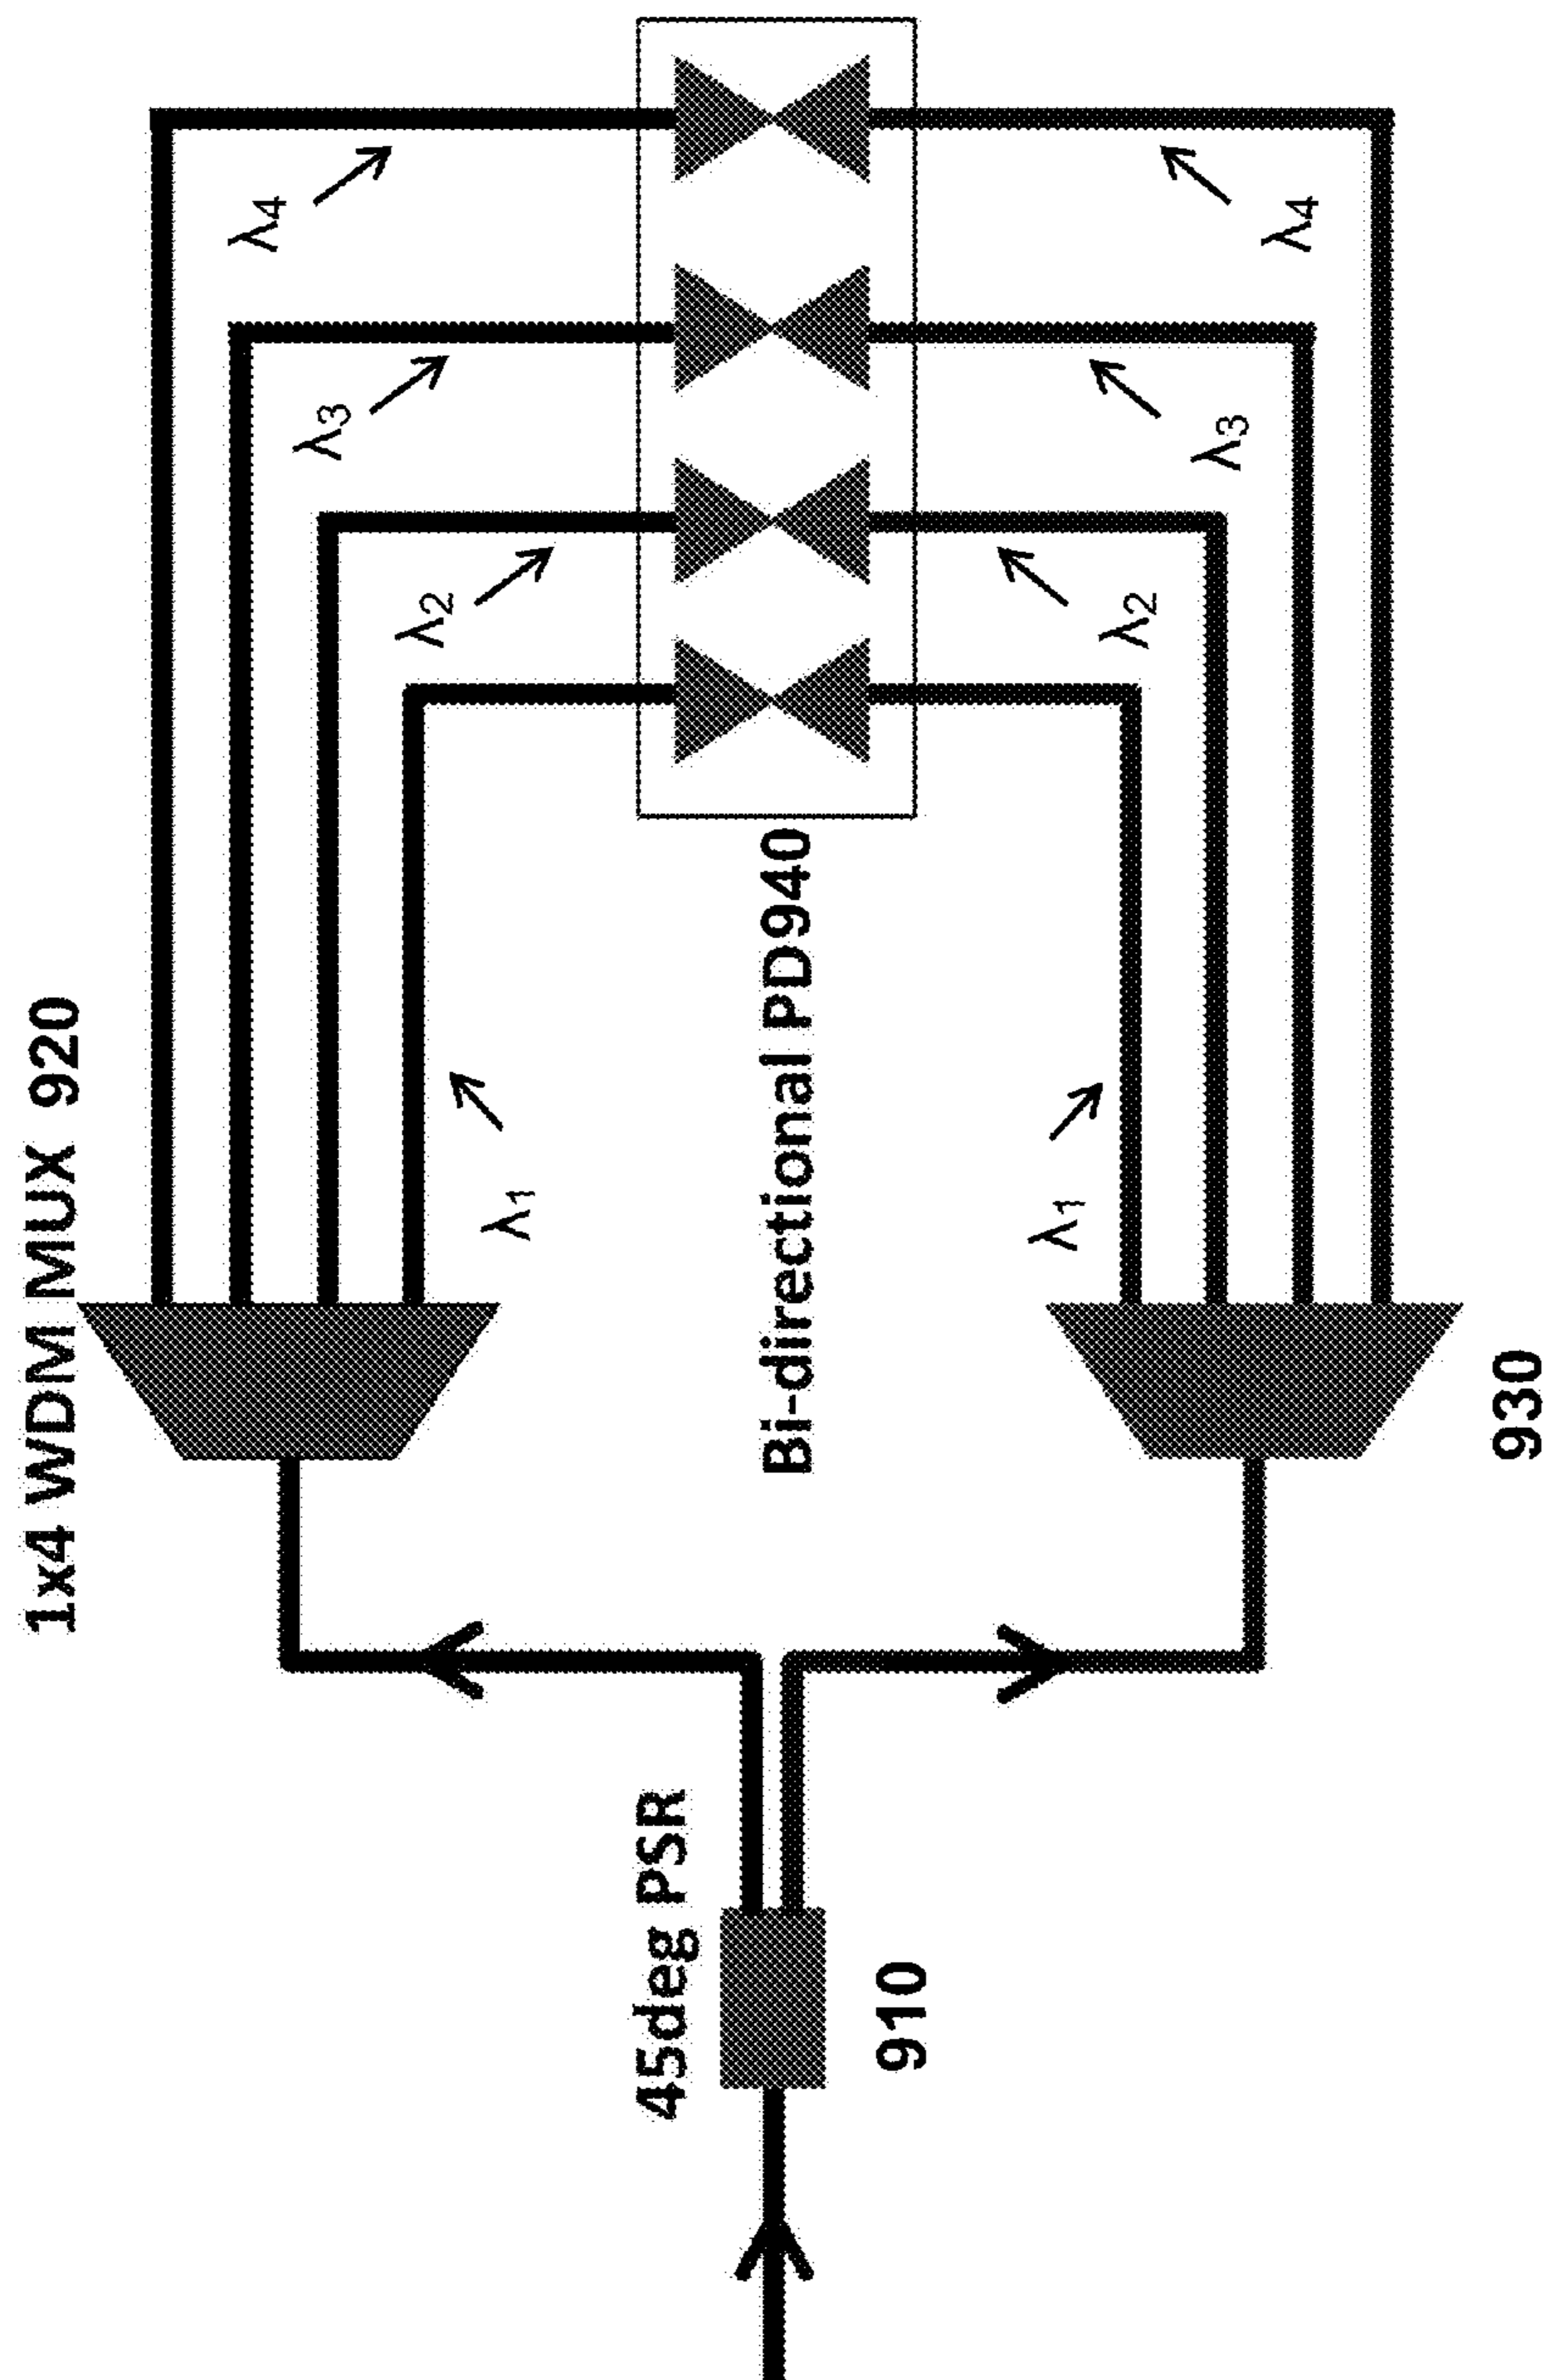 1x4 WDM MUX 920
λ4
λ3
λ2
λ1
45deg PSR
910
Bi-directional PD940
λ1
λ2
λ3
λ4
930